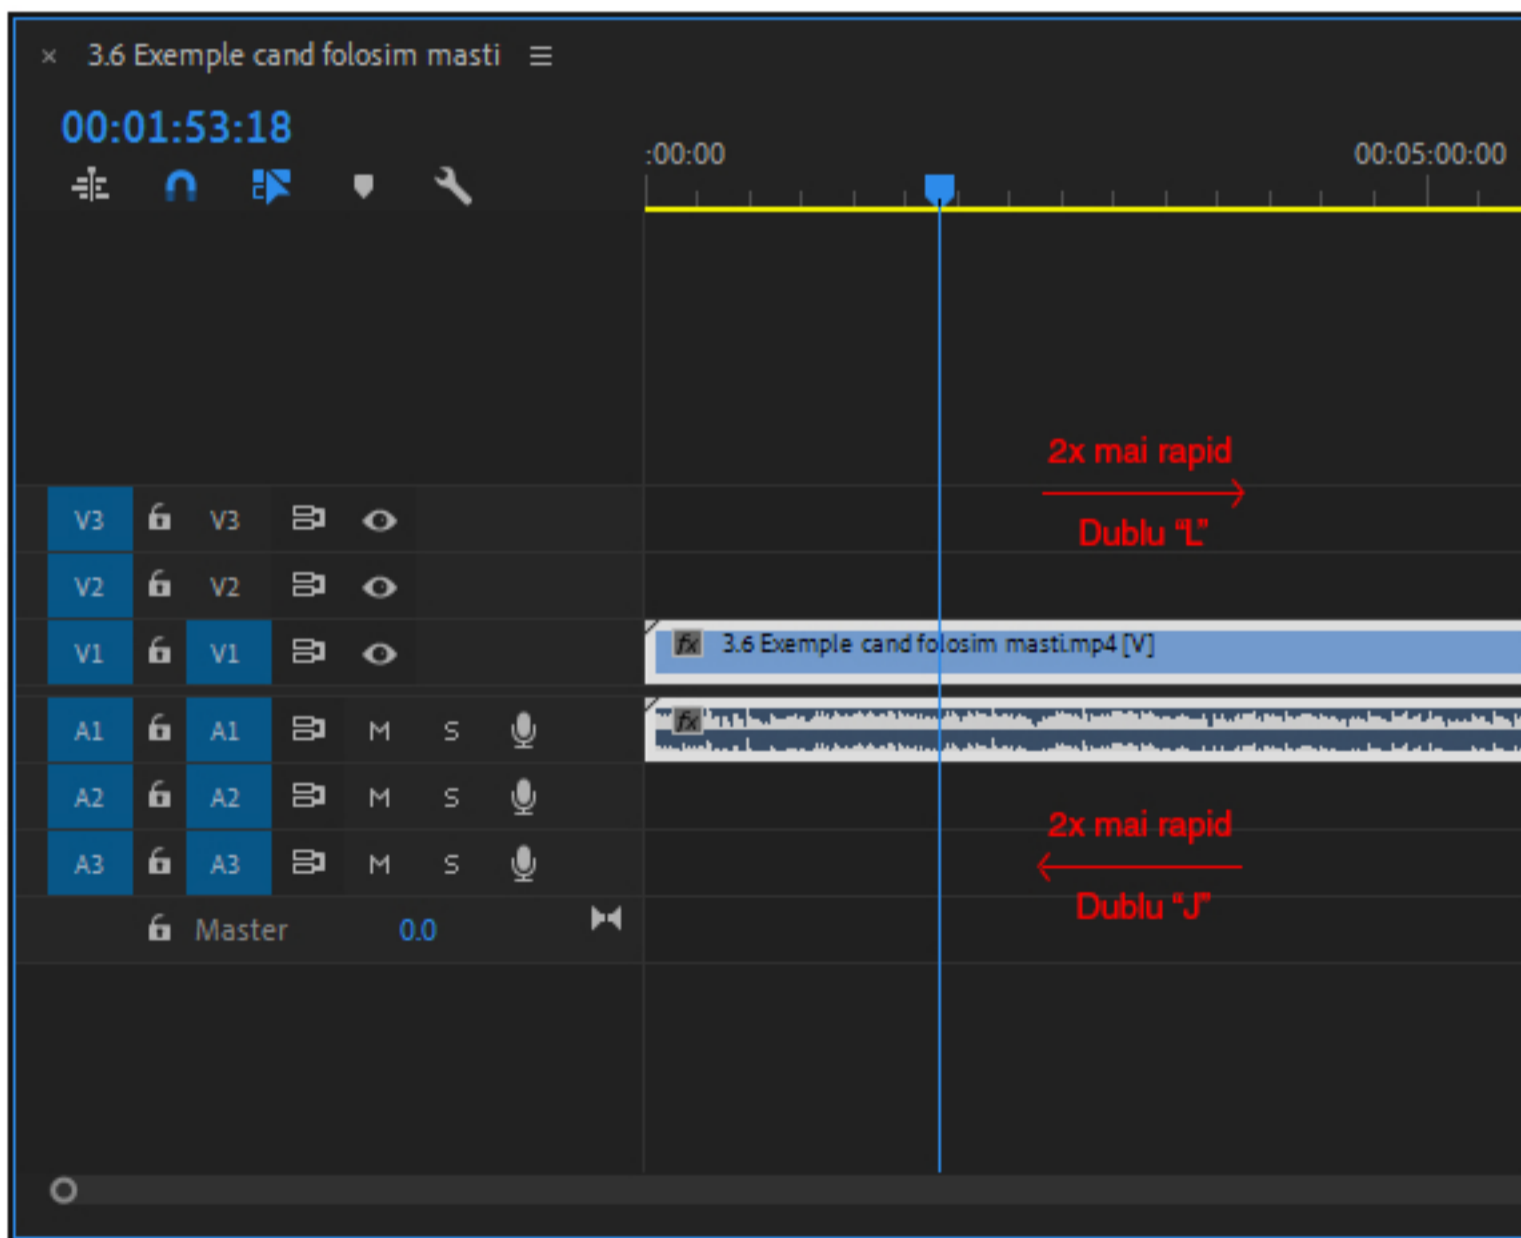 × 3.6 Exemple cand folosim masti ≡
00:01:53:18
:00:00 00:05:00:00
2x mai rapid
Dublu “L”
V3 V3
V2 V2
V1 V1
fx 3.6 Exemple cand folosim masti.mp4 [V]
A1 A1 M S
fx
A2 A2 M S
A3 A3 M S
2x mai rapid
Dublu “J”
Master 0.0